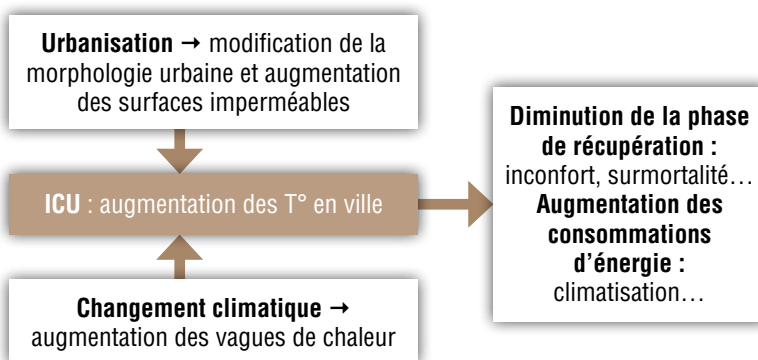 Urbanisation → modification de la
morphologie urbaine et augmentation
des surfaces imperméables
ICU : augmentation des T° en ville
Changement climatique →
augmentation des vagues de chaleur
Diminution de la phase
de récupération :
inconfort, surmortalité…
Augmentation des
consommations
d’énergie :
climatisation…